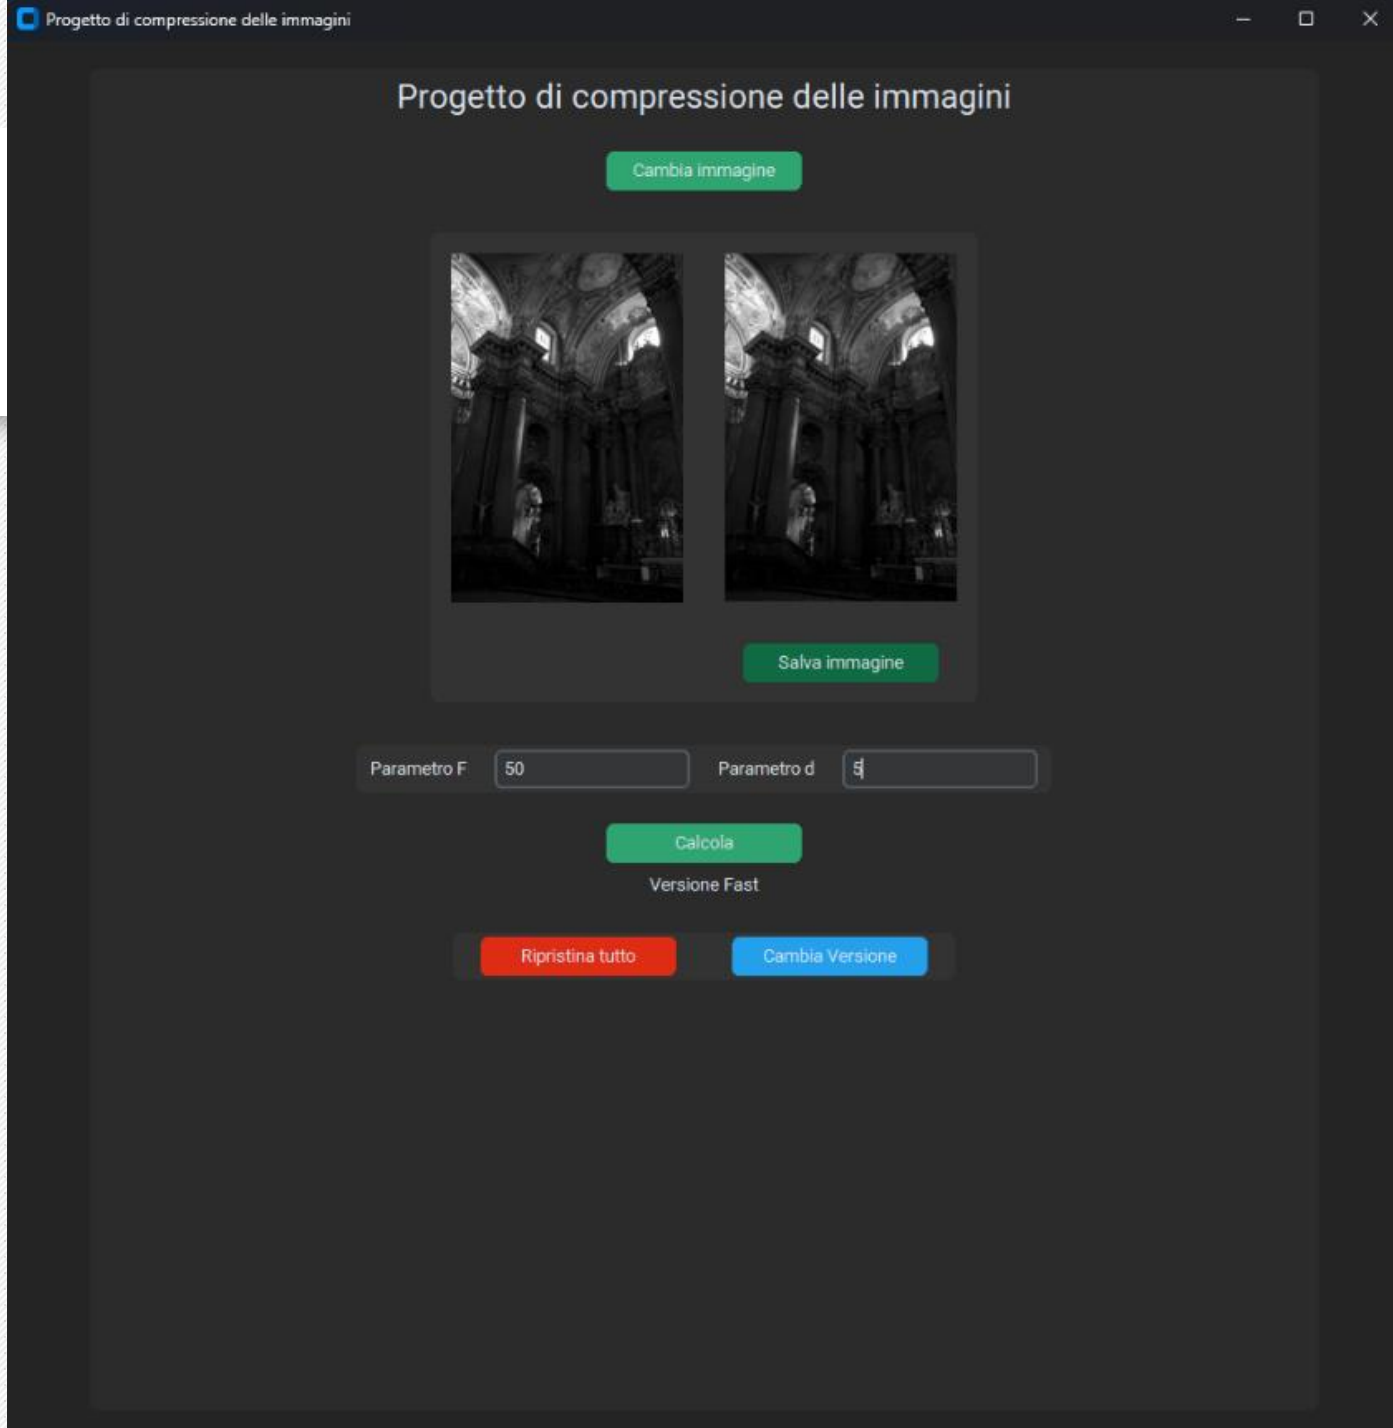 Progetto di compressione delle immagini
Progetto di compressione delle immagini
Cambia immagine
Salva immagine
Parametro F 50 Parametro d 5
Calcola
Versione Fast
Ripristina tutto Cambia Versione